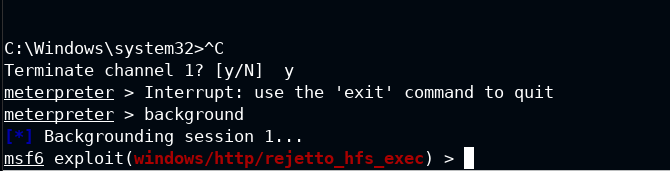 C:\Windows\system32>^C
Terminate channel 1? [y/N]  y
meterpreter > Interrupt: use the 'exit' command to quit
meterpreter > background
[*] Backgrounding session 1...
msf6 exploit(windows/http/rejetto_hfs_exec) >